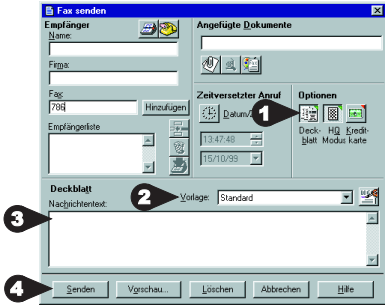 Fax senden
Empfänger
Name:
Firma:
Fax:
786
Hinzufügen
Empfängerliste
Angefügte Dokumente
Zeitversetzter Anruf
Datum/Z
13:47:48
15/10/99
Optionen
1
Deck-blatt
HQ Modus
Kredit-karte
Deckblatt
2
Vorlage:
Standard
Nachrichtentext:
3
4
Senden
Vorschau...
Löschen
Abbrechen
Hilfe